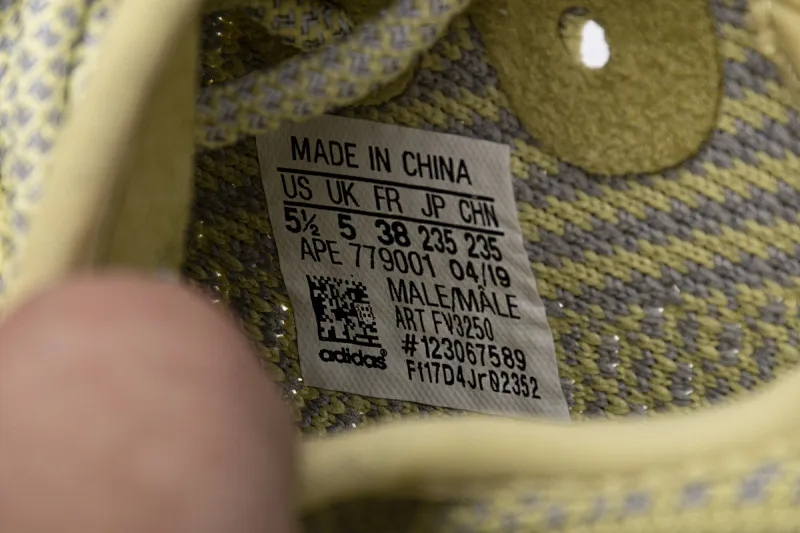 MADE IN CHINA
US UK FR JP CHN
5½ 5 38 235 235
APE 779001 04/19
MALE/MÂLE
ART FV3250
#123067589
adidas®
Ft17D4Jr02352